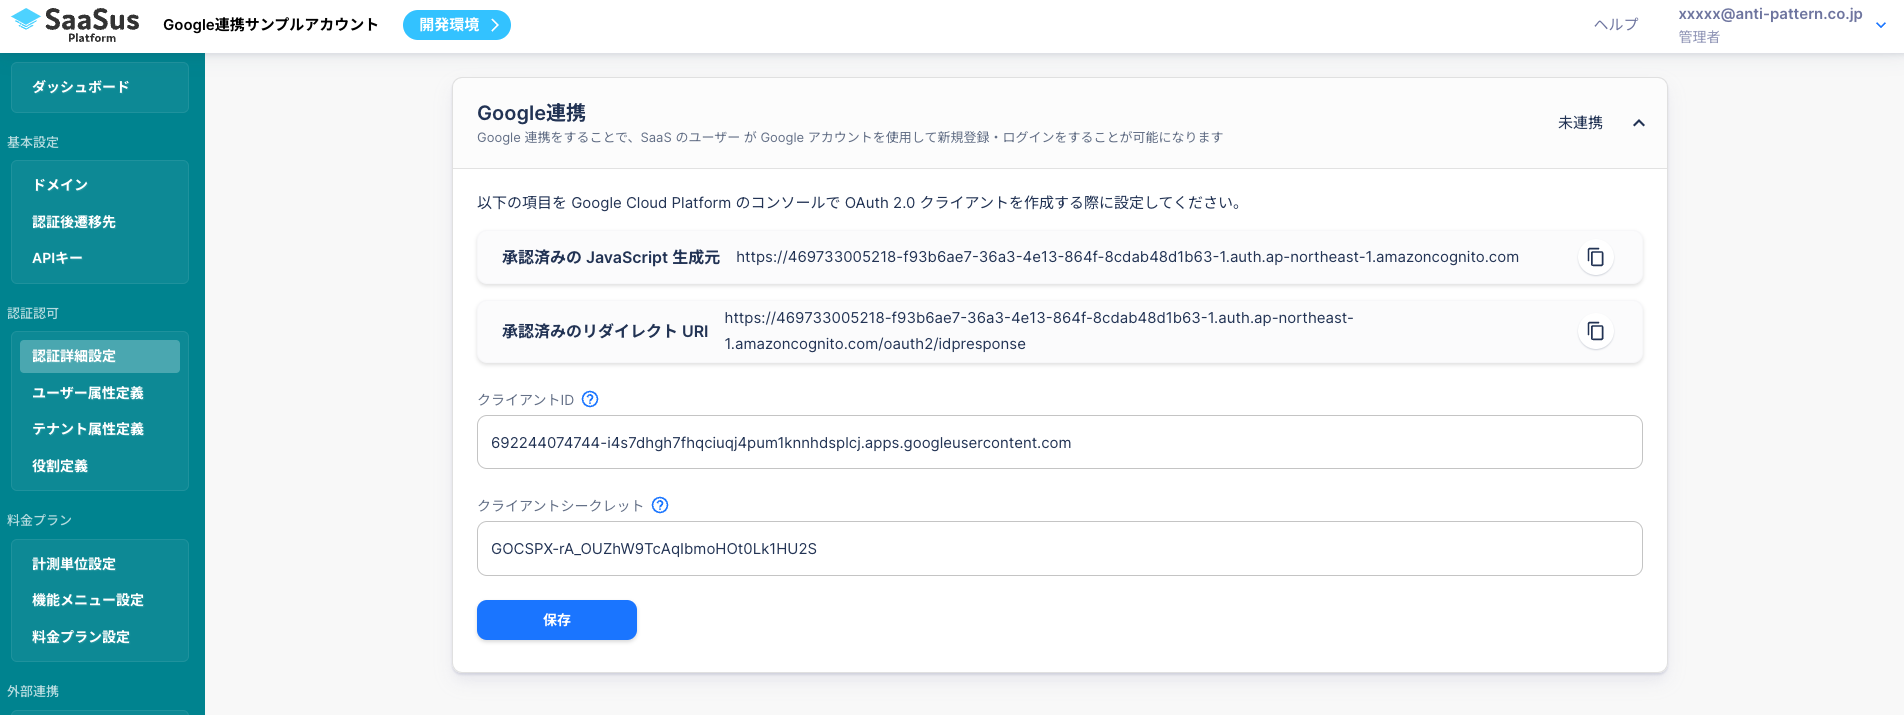 SaaSus
Platform
Google連携サンプルアカウント
開発環境
ヘルプ
xxxxx@anti-pattern.co.jp
管理者
ダッシュボード
基本設定
ドメイン
認証後遷移先
APIキー
認証認可
認証詳細設定
ユーザー属性定義
テナント属性定義
役割定義
料金プラン
計測単位設定
機能メニュー設定
料金プラン設定
外部連携
Google連携
Google 連携をすることで、SaaS のユーザー が Google アカウントを使用して新規登録・ログインをすることが可能になります
未連携
以下の項目を Google Cloud Platform のコンソールで OAuth 2.0 クライアントを作成する際に設定してください。
承認済みの JavaScript 生成元
https://469733005218-f93b6ae7-36a3-4e13-864f-8cdab48d1b63-1.auth.ap-northeast-1.amazoncognito.com
承認済みのリダイレクト URI
https://469733005218-f93b6ae7-36a3-4e13-864f-8cdab48d1b63-1.auth.ap-northeast-
1.amazoncognito.com/oauth2/idpresponse
クライアントID
692244074744-i4s7dhgh7fhqciuqj4pum1knnhdsplcj.apps.googleusercontent.com
クライアントシークレット
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
保存